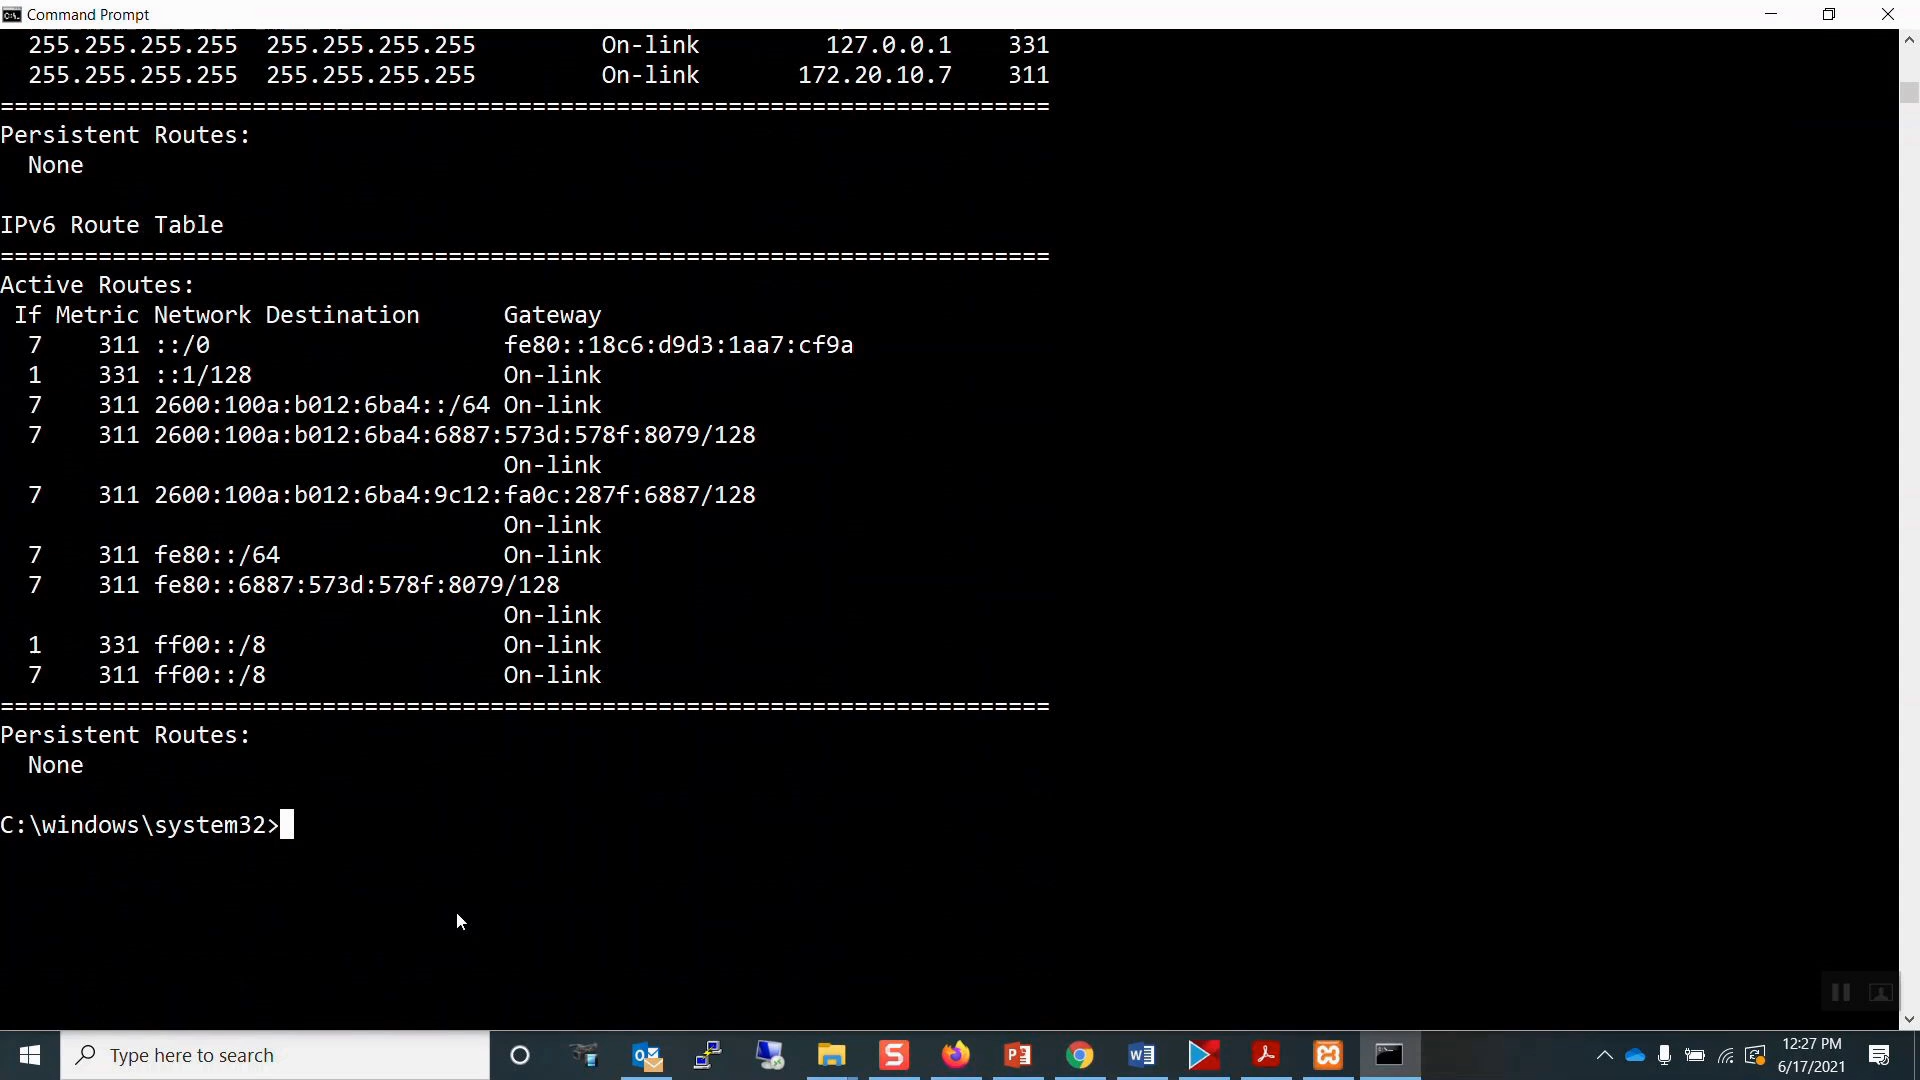 Command Prompt
255.255.255.255  255.255.255.255         On-link         127.0.0.1    331
255.255.255.255  255.255.255.255         On-link       172.20.10.7    311
===========================================================================
Persistent Routes:
  None
IPv6 Route Table
===========================================================================
Active Routes:
 If Metric Network Destination      Gateway
  7    311 ::/0                     fe80::18c6:d9d3:1aa7:cf9a
  1    331 ::1/128                  On-link
  7    311 2600:100a:b012:6ba4::/64 On-link
  7    311 2600:100a:b012:6ba4:6887:573d:578f:8079/128
                                    On-link
  7    311 2600:100a:b012:6ba4:9c12:fa0c:287f:6887/128
                                    On-link
  7    311 fe80::/64                On-link
  7    311 fe80::6887:573d:578f:8079/128
                                    On-link
  1    331 ff00::/8                 On-link
  7    311 ff00::/8                 On-link
===========================================================================
Persistent Routes:
  None
C:\windows\system32>
Type here to search
12:27 PM
6/17/2021